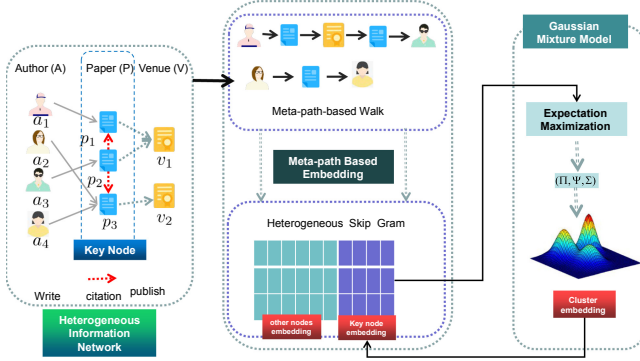 Author (A) Paper (P) Venue (V)
a1
a2
a3
a4
p1
p2
p3
v1
v2
Key Node
Write citation publish
Heterogeneous
Information
Network
Meta-path-based Walk
Meta-path Based
Embedding
Heterogeneous Skip Gram
other nodes
embedding
Key node
embedding
Gaussian
Mixture Model
Expectation
Maximization
(Π,Ψ,Σ)
Cluster
embedding